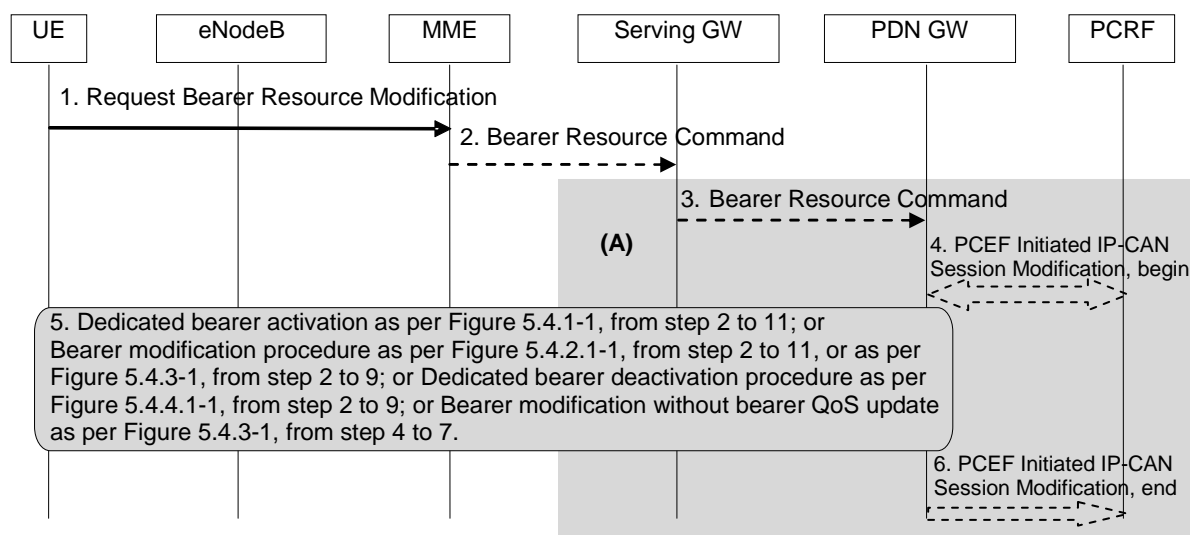 UE
eNodeB
MME
Serving GW
PDN GW
PCRF
1. Request Bearer Resource Modification
2. Bearer Resource Command
3. Bearer Resource Command
(A)
4. PCEF Initiated IP-CAN
Session Modification, begin
5. Dedicated bearer activation as per Figure 5.4.1-1, from step 2 to 11; or
Bearer modification procedure as per Figure 5.4.2.1-1, from step 2 to 11, or as per
Figure 5.4.3-1, from step 2 to 9; or Dedicated bearer deactivation procedure as per
Figure 5.4.4.1-1, from step 2 to 9; or Bearer modification without bearer QoS update
as per Figure 5.4.3-1, from step 4 to 7.
6. PCEF Initiated IP-CAN
Session Modification, end